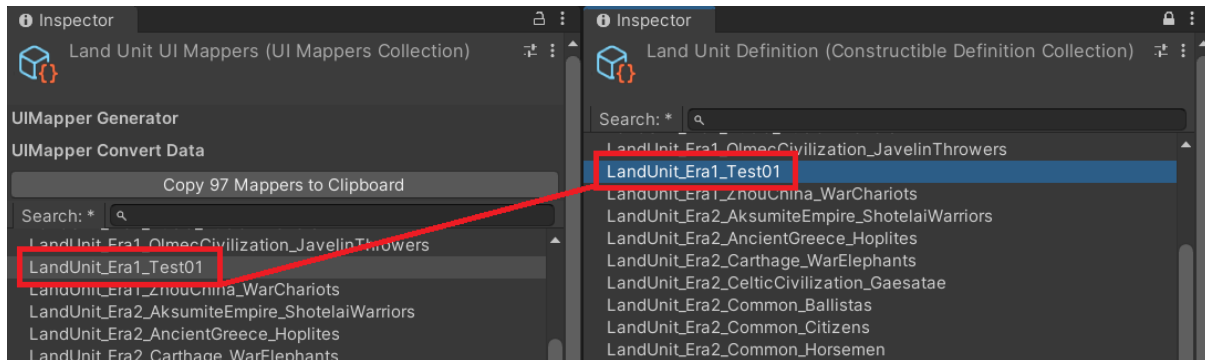 Inspector
Land Unit UI Mappers (UI Mappers Collection)
UIMapper Generator
UIMapper Convert Data
Copy 97 Mappers to Clipboard
Search: *
LandUnit_Era1_OlmecCivilization_JavelinThrowers
LandUnit_Era1_Test01
LandUnit_Era1_ZhouChina_WarChariots
LandUnit_Era2_AksumiteEmpire_ShotelaiWarriors
LandUnit_Era2_AncientGreece_Hoplites
LandUnit_Era2_Carthage_WarElephants
Inspector
Land Unit Definition (Constructible Definition Collection)
Search: *
LandUnit_Era1_OlmecCivilization_JavelinThrowers
LandUnit_Era1_Test01
LandUnit_Era1_ZhouChina_WarChariots
LandUnit_Era2_AksumiteEmpire_ShotelaiWarriors
LandUnit_Era2_AncientGreece_Hoplites
LandUnit_Era2_Carthage_WarElephants
LandUnit_Era2_CelticCivilization_Gaesatae
LandUnit_Era2_Common_Ballistas
LandUnit_Era2_Common_Citizens
LandUnit_Era2_Common_Horsemen